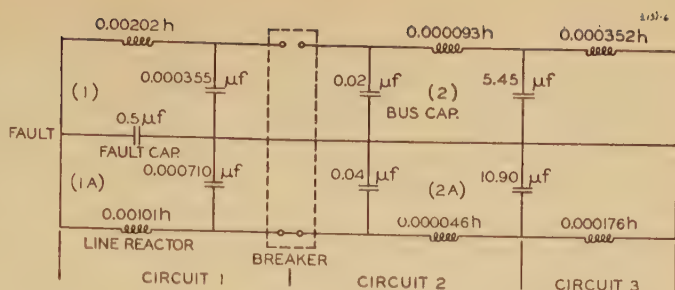 0.00202h
0.000093h
0.000352h
0.000355 μf
0.02 μf
5.45 μf
(1)
(2)
BUS CAP.
0.5μf
FAULT
FAULT CAP.
0.000710 μf
0.04 μf
10.90 μf
(1A)
(2A)
0.00101h
0.000046h
0.000176h
LINE REACTOR
BREAKER
CIRCUIT 1
CIRCUIT 2
CIRCUIT 3